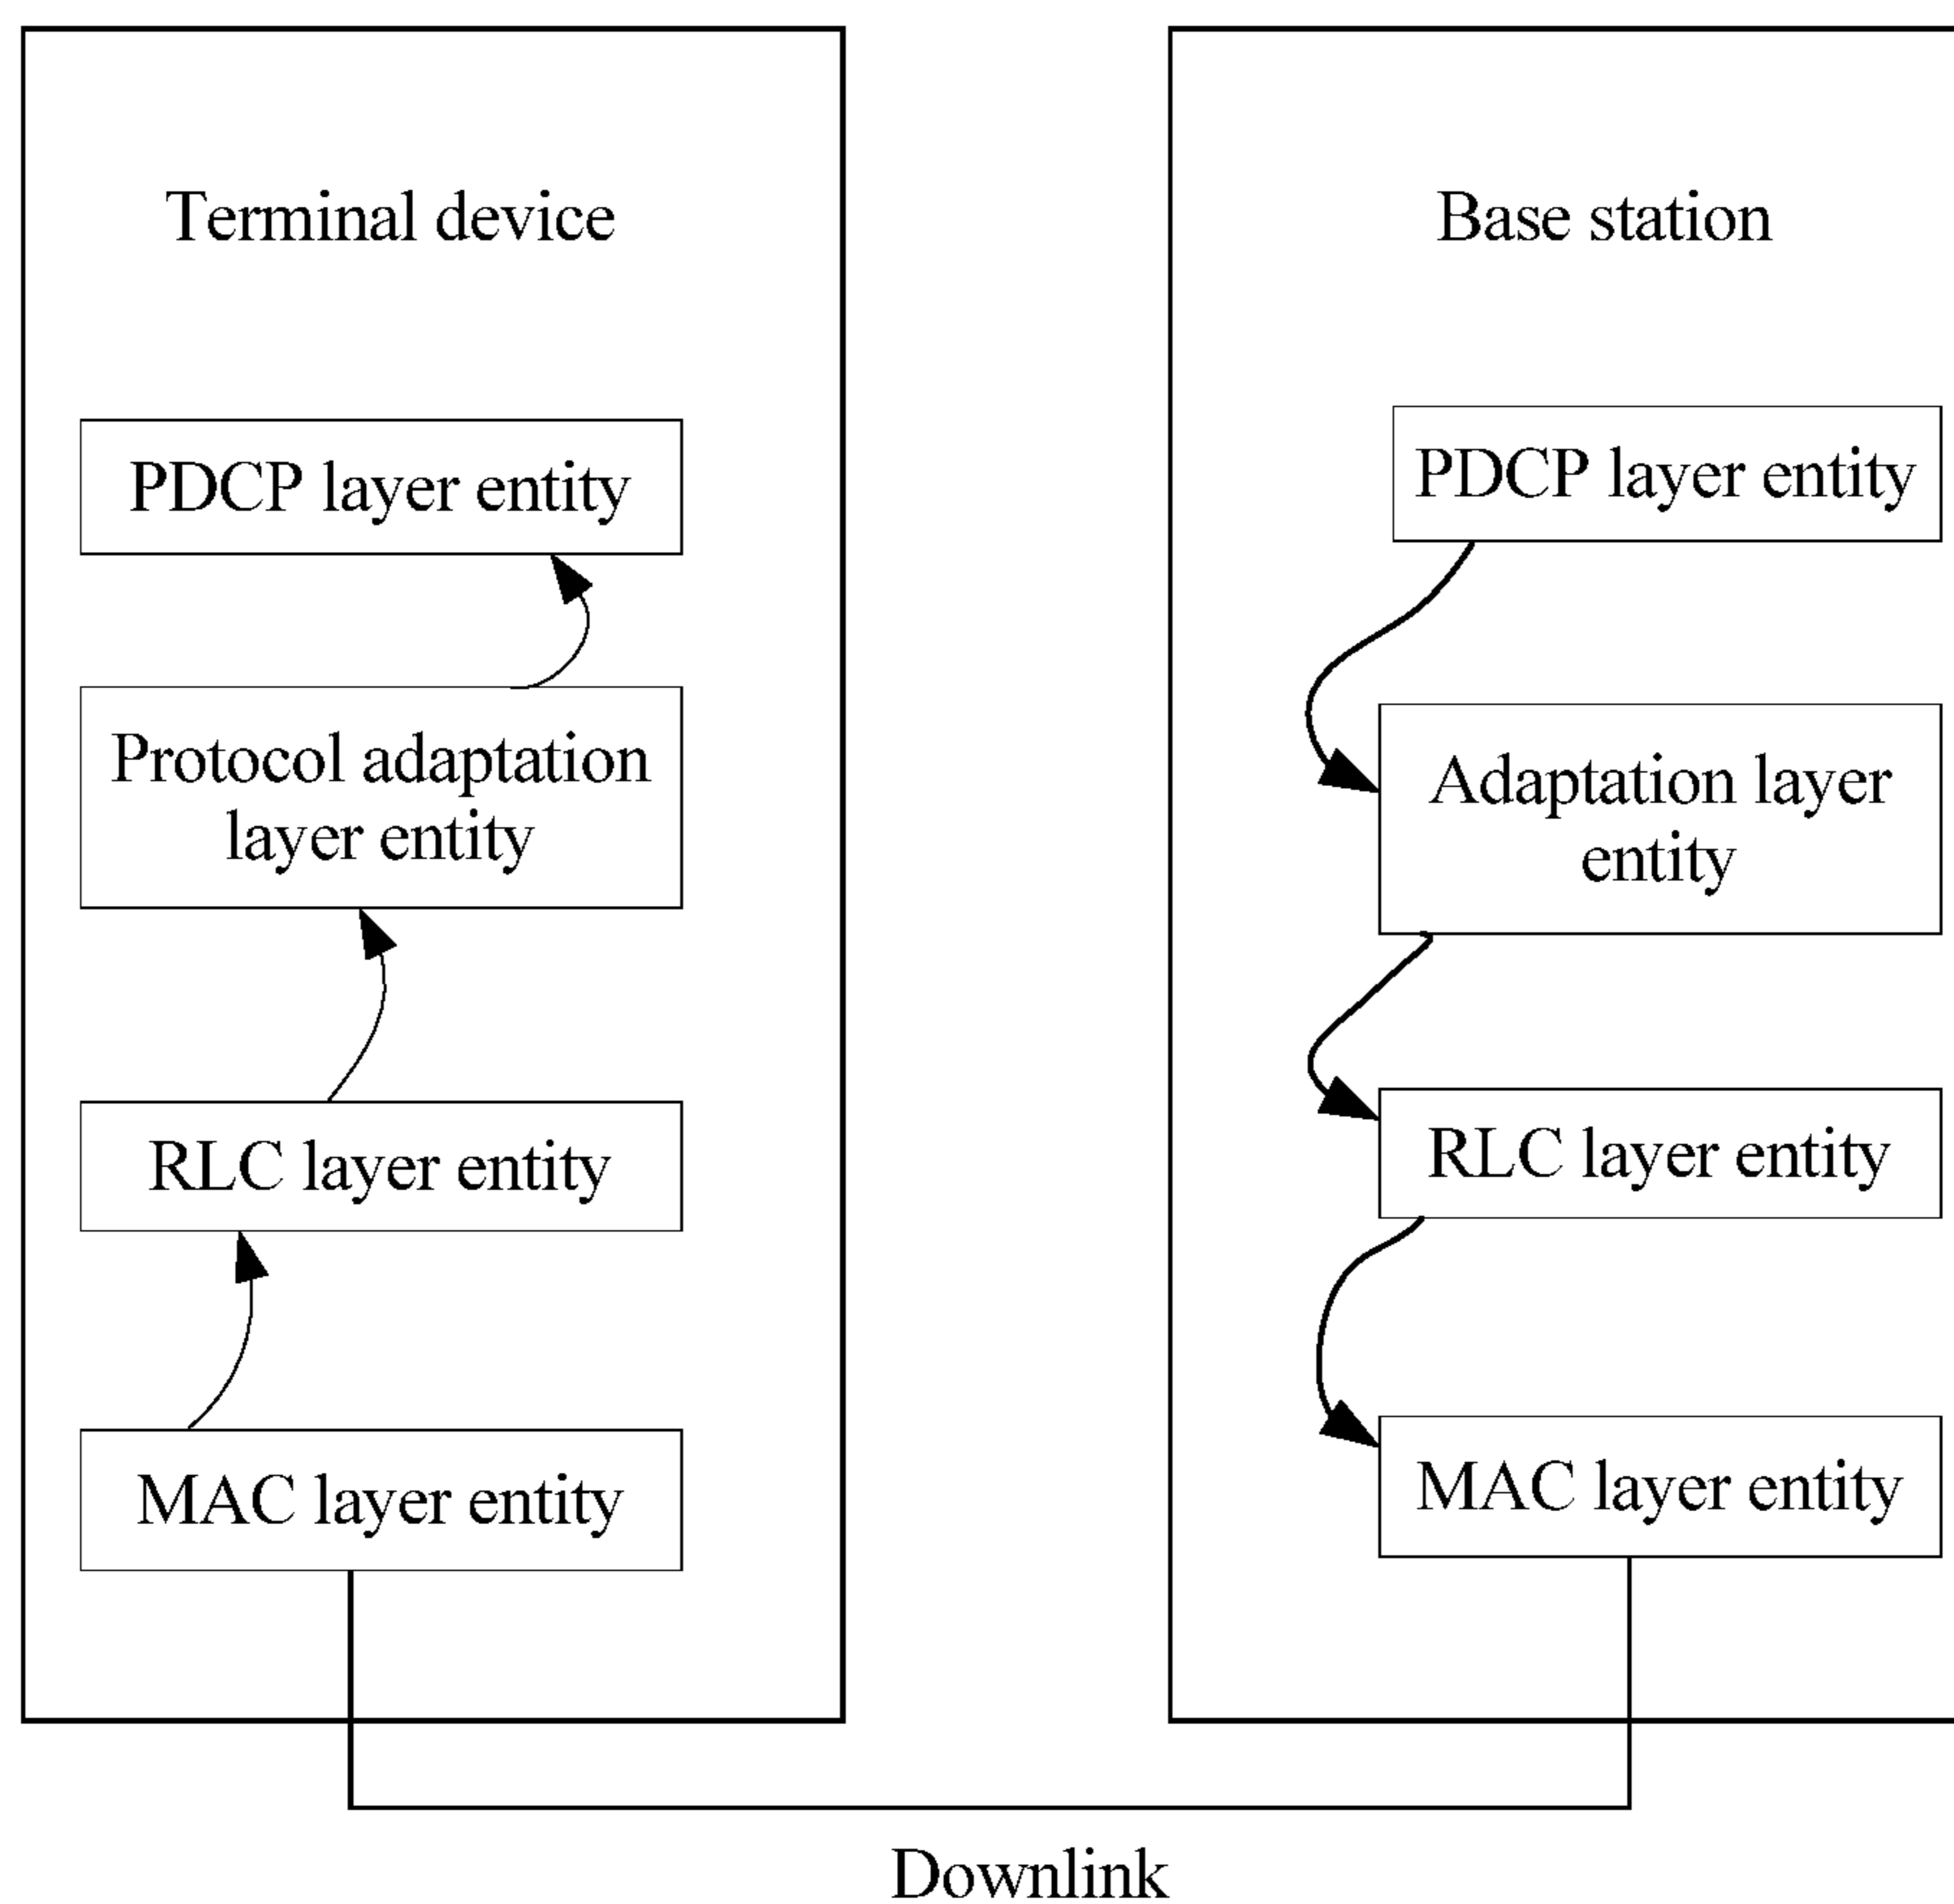 Terminal device
PDCP layer entity
Protocol adaptation
layer entity
RLC layer entity
MAC layer entity
Base station
PDCP layer entity
Adaptation layer
entity
RLC layer entity
MAC layer entity
Downlink